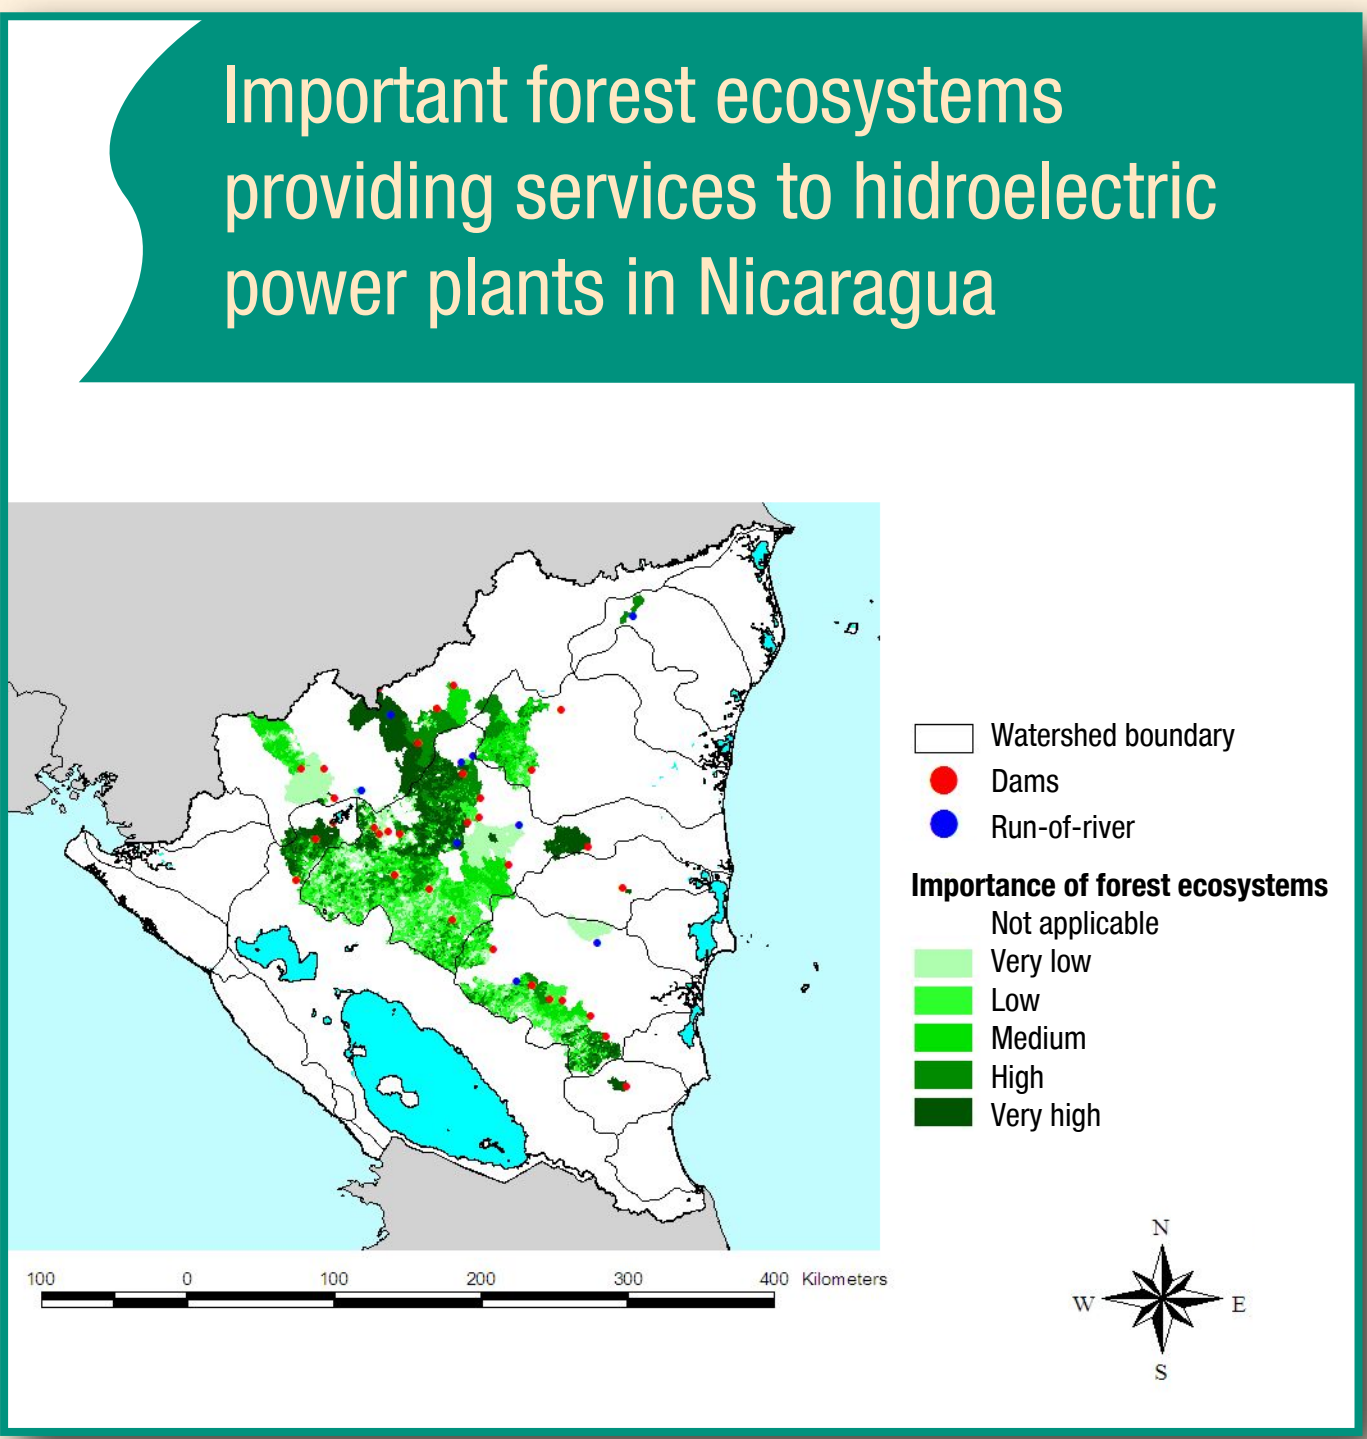 Important forest ecosystems
providing services to hidroelectric
power plants in Nicaragua
Watershed boundary
Dams
Run-of-river
Importance of forest ecosystems
Not applicable
Very low
Low
Medium
High
Very high
100 0 100 200 300 400 Kilometers
N
W E
S